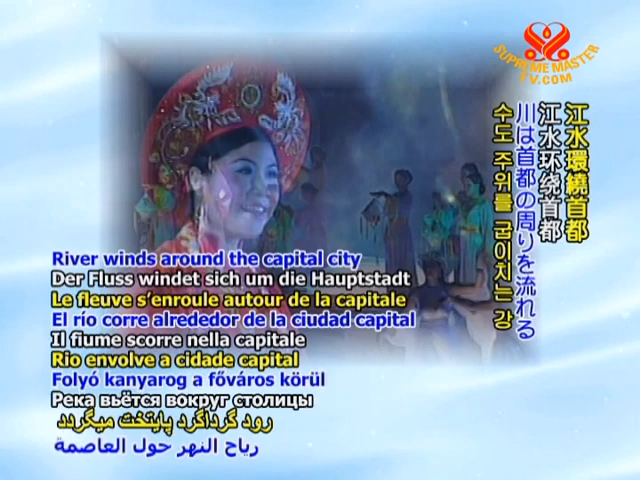 SUPREME MASTER
TV.COM
江水環繞首都
江水环绕首都
川は首都の周りを流れる
수도 주위를 굽이치는 강
River winds around the capital city
Der Fluss windet sich um die Hauptstadt
Le fleuve s'enroule autour de la capitale
El río corre alrededor de la ciudad capital
Il fiume scorre nella capitale
Rio envolve a cidade capital
Folyó kanyarog a főváros körül
Река вьётся вокруг столицы
رود گرداگرد پایتخت میگردد
رياح النهر حول العاصمة